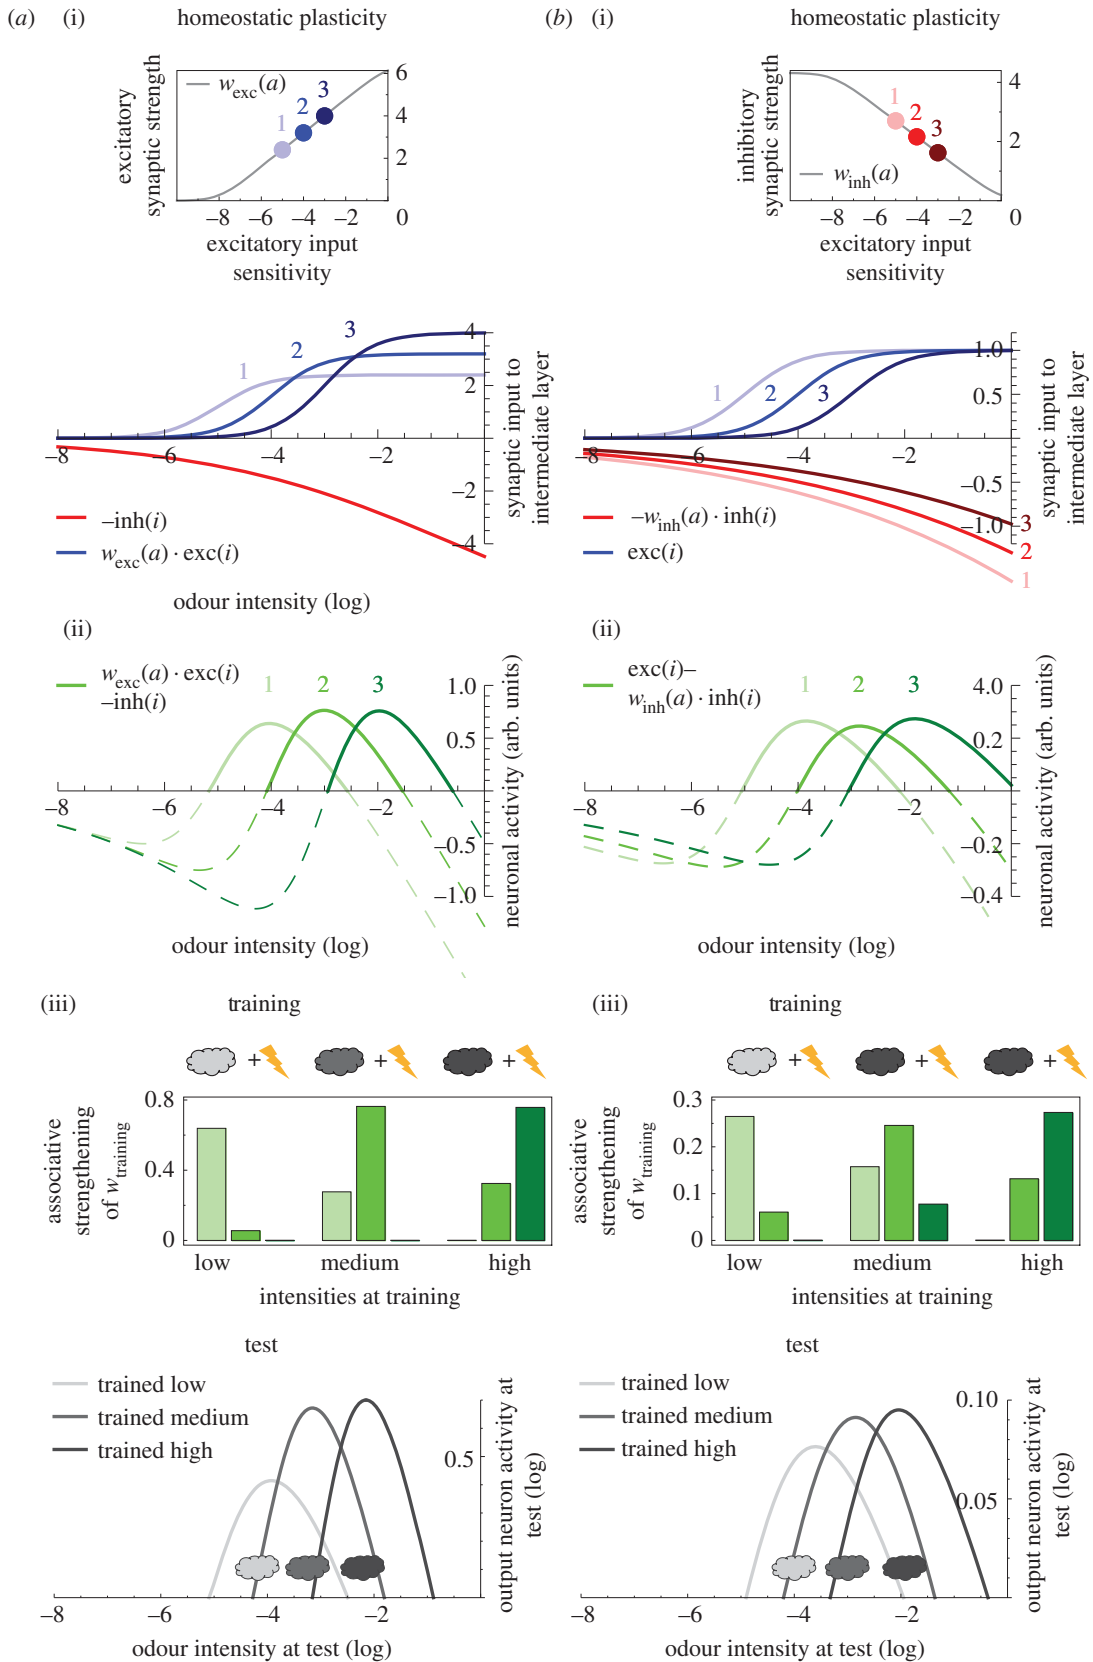 (a) (i) homeostatic plasticity
excitatory
synaptic strength
w_exc(a)
1
2
3
6
4
2
0
–8 –6 –4 –2
excitatory input
sensitivity
1
2
3
4
2
–8 –6 –4 –2
–2
–4
synaptic input to
intermediate layer
–inh(i)
w_exc(a) · exc(i)
odour intensity (log)
(ii)
w_exc(a) · exc(i)
–inh(i)
1 2 3
1.0
0.5
–8 –6 –4 –2
–0.5
–1.0
neuronal activity (arb. units)
odour intensity (log)
(iii) training
+ + +
associative
strengthening
of w_training
0.8
0.4
0
low medium high
intensities at training
test
trained low
trained medium
trained high
0.5
output neuron activity at
test (log)
–8 –6 –4 –2
odour intensity at test (log)
(b) (i) homeostatic plasticity
inhibitory
synaptic strength
1
2
3
w_inh(a)
4
2
0
–8 –6 –4 –2
excitatory input
sensitivity
1 2 3
1.0
0.5
–8 –6 –4 –2
–0.5
–1.0
3
2
1
synaptic input to
intermediate layer
–w_inh(a) · inh(i)
exc(i)
(ii)
exc(i)–
w_inh(a) · inh(i)
1 2 3
4.0
0.2
–8 –6 –4 –2
–0.2
–0.4
neuronal activity (arb. units)
odour intensity (log)
(iii) training
+ + +
associative
strengthening
of w_training
0.3
0.2
0.1
0
low medium high
intensities at training
test
trained low
trained medium
trained high
0.10
0.05
output neuron activity at
test (log)
–8 –6 –4 –2
odour intensity at test (log)